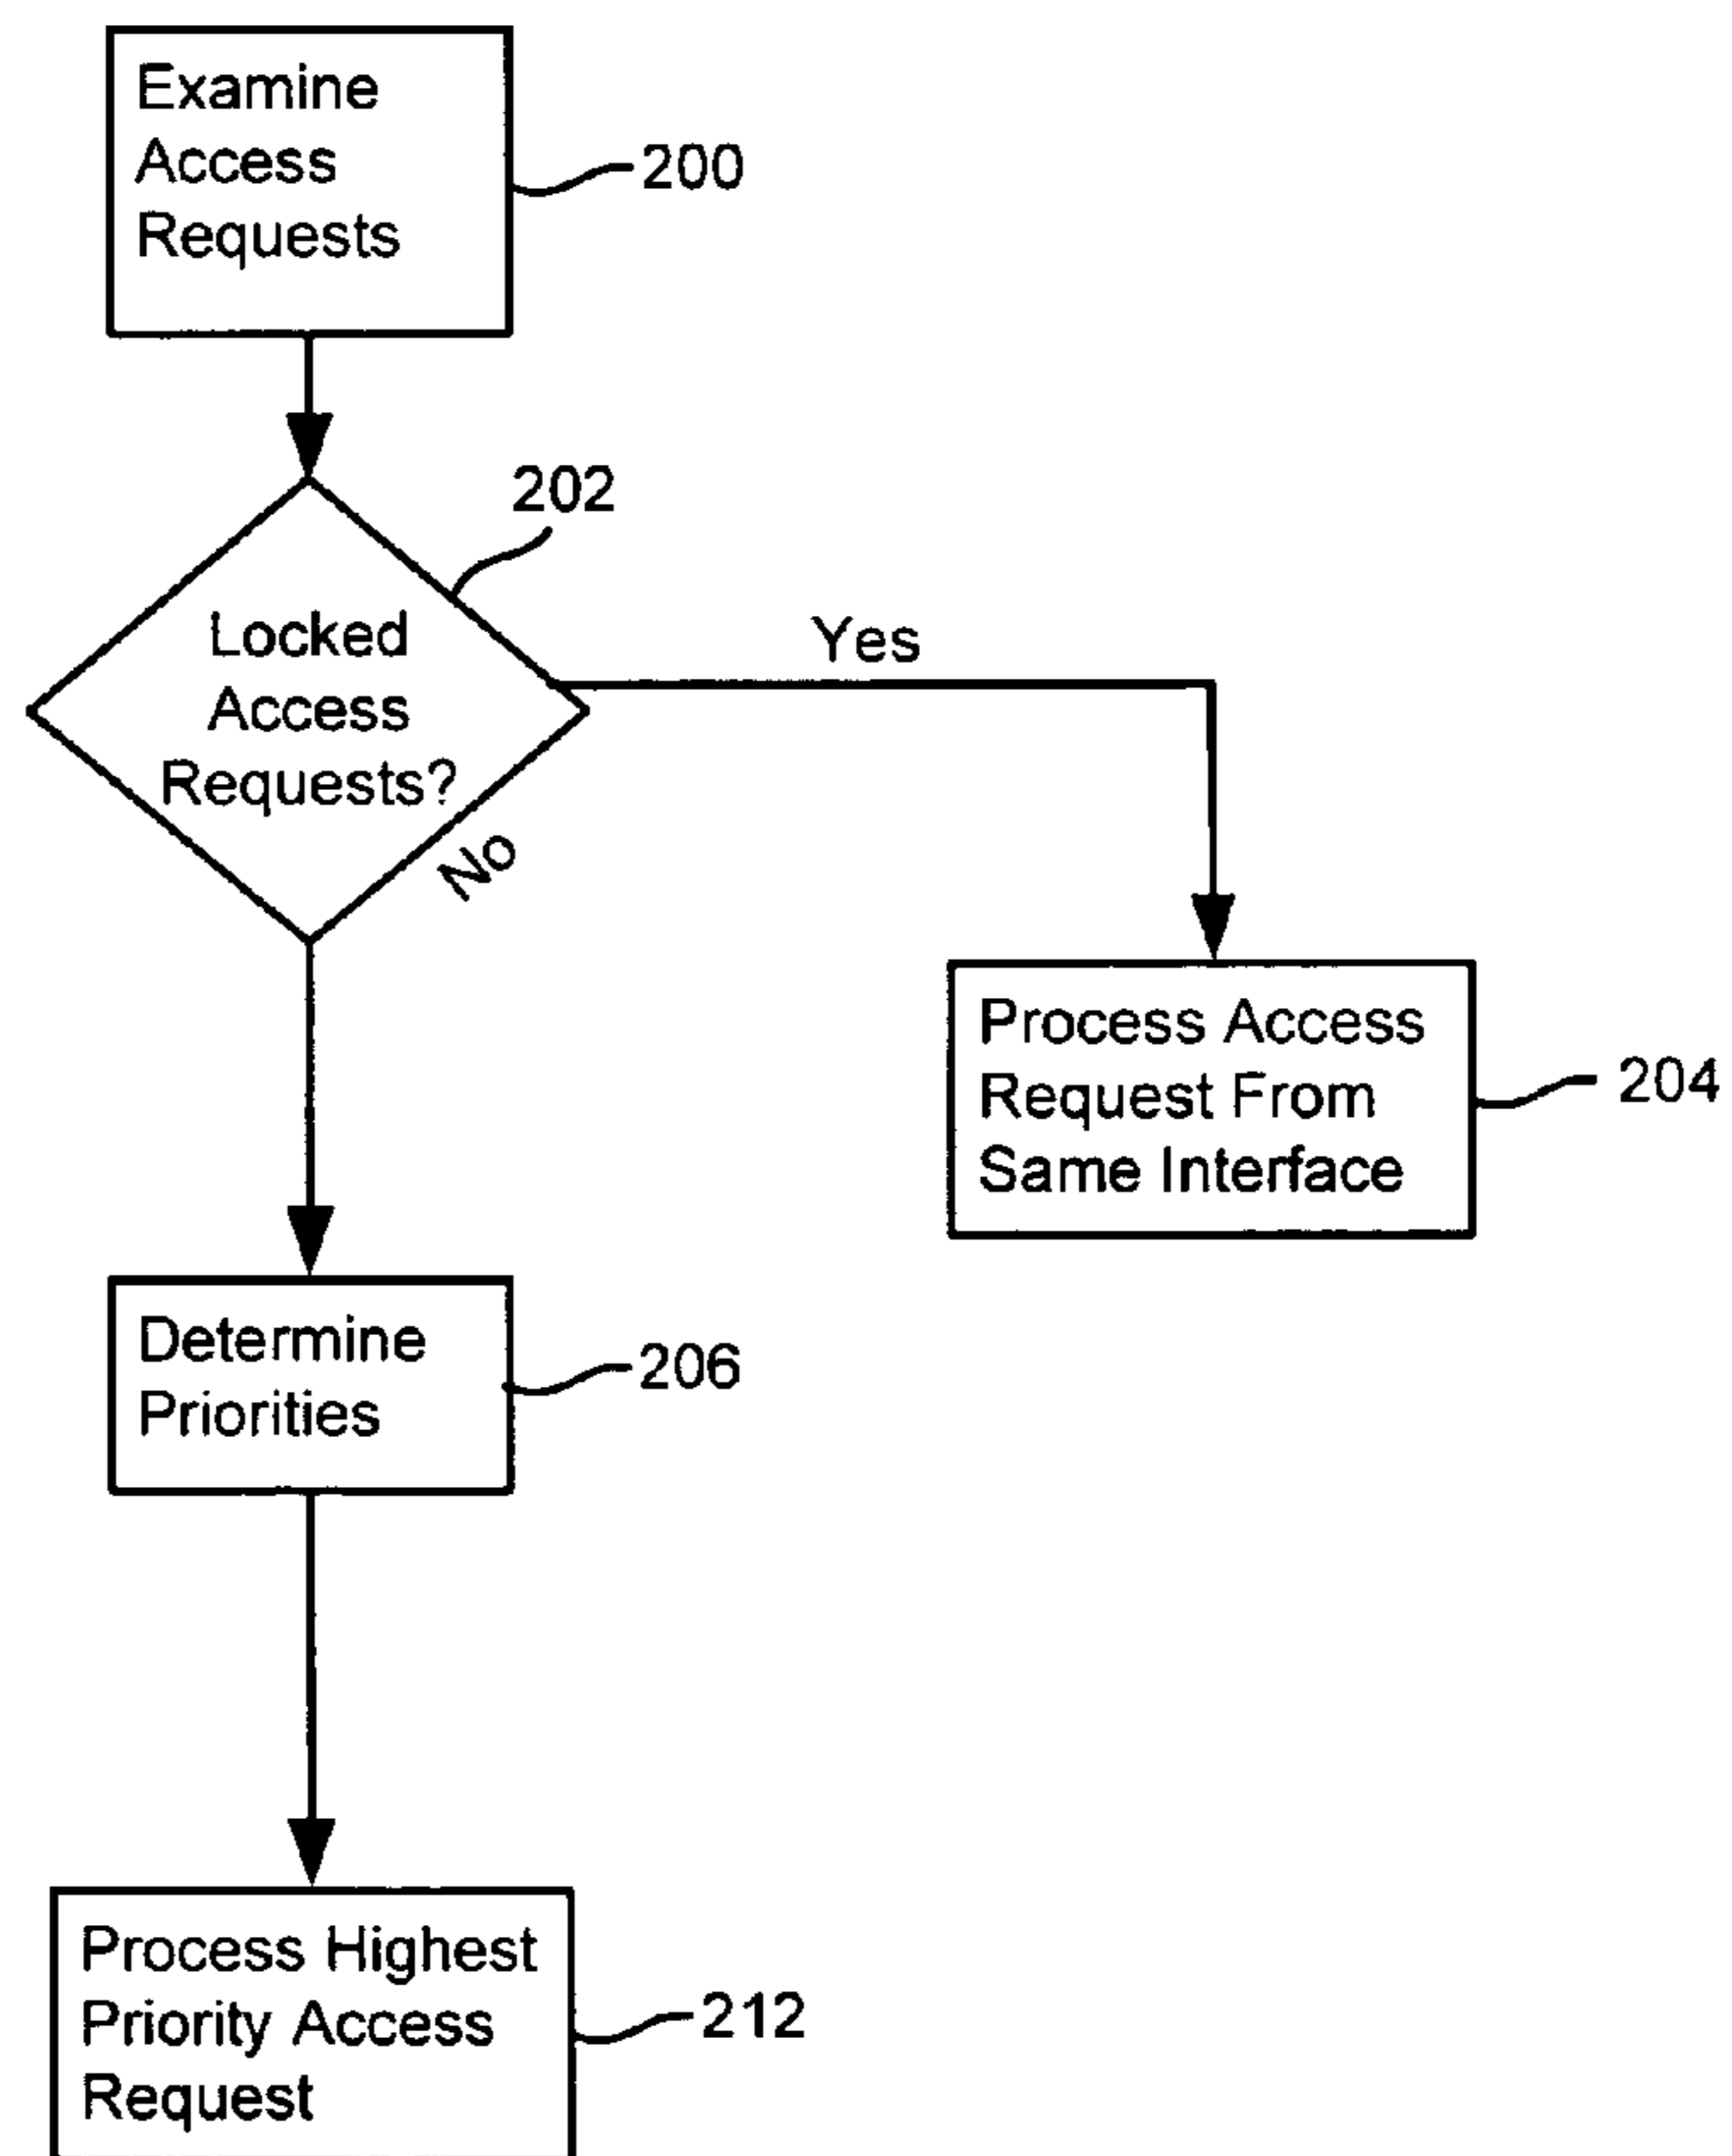 Examine
Access
Requests
200
202
Locked
Access
Requests?
Yes
No
Process Access
Request From
Same Interface
204
Determine
Priorities
206
Process Highest
Priority Access
Request
212